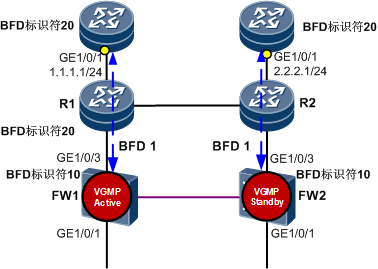 BFD标识符20
BFD标识符20
GE1/0/1
1.1.1.1/24
GE1/0/1
2.2.2.1/24
R1
R2
BFD标识符20
BFD 1
BFD 1
GE1/0/3
GE1/0/3
BFD标识符10
BFD标识符10
FW1
VGMP
Active
VGMP
Standby
FW2
GE1/0/1
GE1/0/1